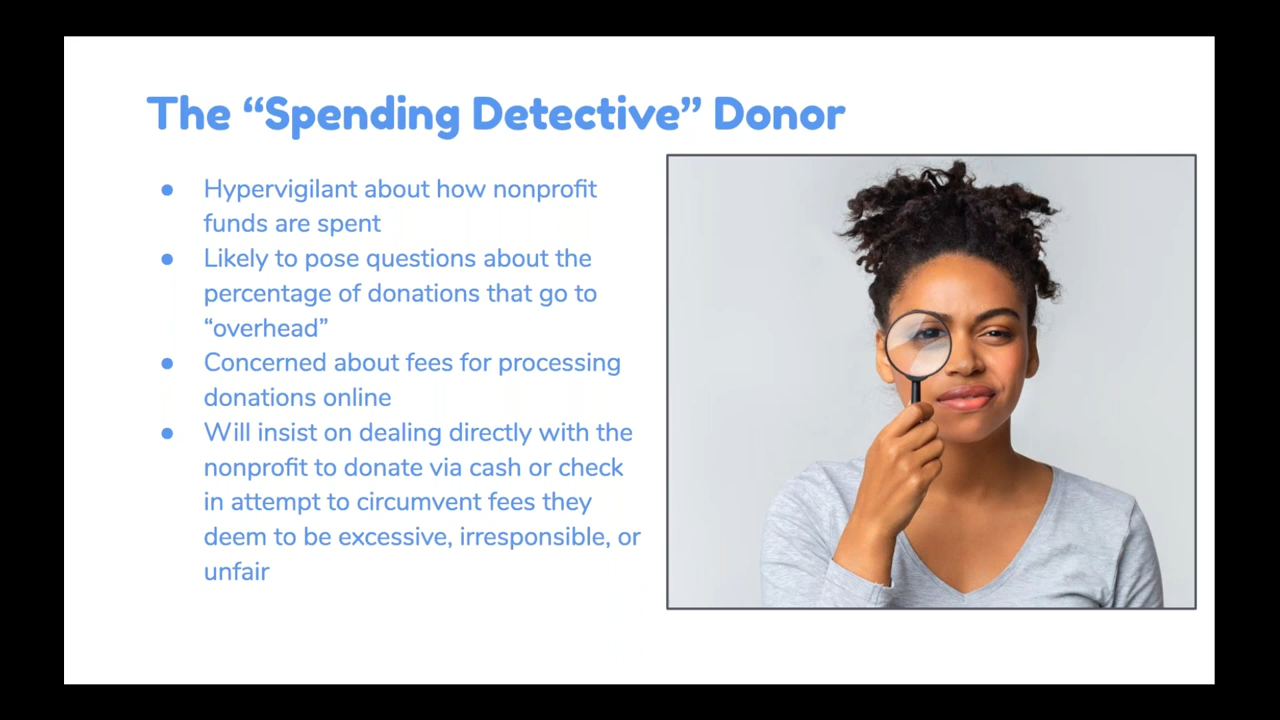 The “Spending Detective” Donor
● Hypervigilant about how nonprofit
funds are spent
● Likely to pose questions about the
percentage of donations that go to
“overhead”
● Concerned about fees for processing
donations online
● Will insist on dealing directly with the
nonprofit to donate via cash or check
in attempt to circumvent fees they
deem to be excessive, irresponsible, or
unfair